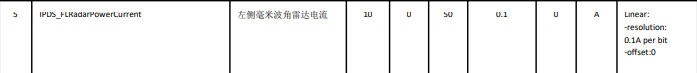 5 IPDS_FLRadarPowerCurrent 左侧毫米波角雷达电流 10 0 50 0.1 0 A Linear:
-resolution:
0.1A per bit
-offset:0